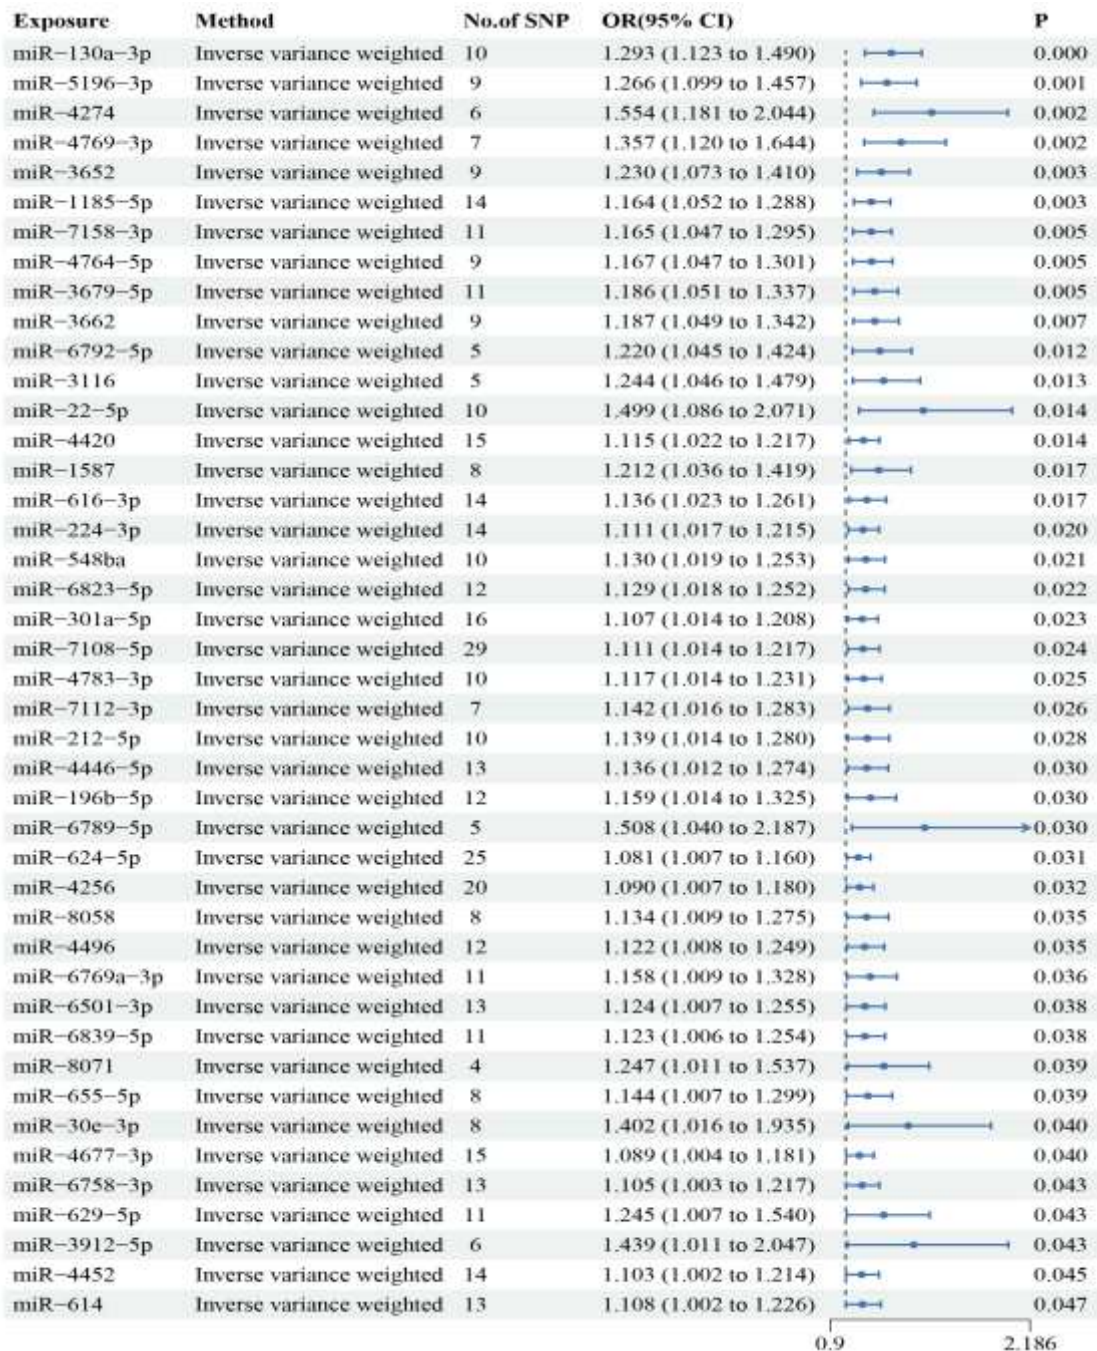 Exposure Method No.of SNP OR(95% CI) P
miR−130a−3p Inverse variance weighted 10 1.293 (1.123 to 1.490) 0.000
miR−5196−3p Inverse variance weighted 9 1.266 (1.099 to 1.457) 0.001
miR−4274 Inverse variance weighted 6 1.554 (1.181 to 2.044) 0.002
miR−4769−3p Inverse variance weighted 7 1.357 (1.120 to 1.644) 0.002
miR−3652 Inverse variance weighted 9 1.230 (1.073 to 1.410) 0.003
miR−1185−5p Inverse variance weighted 14 1.164 (1.052 to 1.288) 0.003
miR−7158−3p Inverse variance weighted 11 1.165 (1.047 to 1.295) 0.005
miR−4764−5p Inverse variance weighted 9 1.167 (1.047 to 1.301) 0.005
miR−3679−5p Inverse variance weighted 11 1.186 (1.051 to 1.337) 0.005
miR−3662 Inverse variance weighted 9 1.187 (1.049 to 1.342) 0.007
miR−6792−5p Inverse variance weighted 5 1.220 (1.045 to 1.424) 0.012
miR−3116 Inverse variance weighted 5 1.244 (1.046 to 1.479) 0.013
miR−22−5p Inverse variance weighted 10 1.499 (1.086 to 2.071) 0.014
miR−4420 Inverse variance weighted 15 1.115 (1.022 to 1.217) 0.014
miR−1587 Inverse variance weighted 8 1.212 (1.036 to 1.419) 0.017
miR−616−3p Inverse variance weighted 14 1.136 (1.023 to 1.261) 0.017
miR−224−3p Inverse variance weighted 14 1.111 (1.017 to 1.215) 0.020
miR−548ba Inverse variance weighted 10 1.130 (1.019 to 1.253) 0.021
miR−6823−5p Inverse variance weighted 12 1.129 (1.018 to 1.252) 0.022
miR−301a−5p Inverse variance weighted 16 1.107 (1.014 to 1.208) 0.023
miR−7108−5p Inverse variance weighted 29 1.111 (1.014 to 1.217) 0.024
miR−4783−3p Inverse variance weighted 10 1.117 (1.014 to 1.231) 0.025
miR−7112−3p Inverse variance weighted 7 1.142 (1.016 to 1.283) 0.026
miR−212−5p Inverse variance weighted 10 1.139 (1.014 to 1.280) 0.028
miR−4446−5p Inverse variance weighted 13 1.136 (1.012 to 1.274) 0.030
miR−196b−5p Inverse variance weighted 12 1.159 (1.014 to 1.325) 0.030
miR−6789−5p Inverse variance weighted 5 1.508 (1.040 to 2.187) 0.030
miR−624−5p Inverse variance weighted 25 1.081 (1.007 to 1.160) 0.031
miR−4256 Inverse variance weighted 20 1.090 (1.007 to 1.180) 0.032
miR−8058 Inverse variance weighted 8 1.134 (1.009 to 1.275) 0.035
miR−4496 Inverse variance weighted 12 1.122 (1.008 to 1.249) 0.035
miR−6769a−3p Inverse variance weighted 11 1.158 (1.009 to 1.328) 0.036
miR−6501−3p Inverse variance weighted 13 1.124 (1.007 to 1.255) 0.038
miR−6839−5p Inverse variance weighted 11 1.123 (1.006 to 1.254) 0.038
miR−8071 Inverse variance weighted 4 1.247 (1.011 to 1.537) 0.039
miR−655−5p Inverse variance weighted 8 1.144 (1.007 to 1.299) 0.039
miR−30e−3p Inverse variance weighted 8 1.402 (1.016 to 1.935) 0.040
miR−4677−3p Inverse variance weighted 15 1.089 (1.004 to 1.181) 0.040
miR−6758−3p Inverse variance weighted 13 1.105 (1.003 to 1.217) 0.043
miR−629−5p Inverse variance weighted 11 1.245 (1.007 to 1.540) 0.043
miR−3912−5p Inverse variance weighted 6 1.439 (1.011 to 2.047) 0.043
miR−4452 Inverse variance weighted 14 1.103 (1.002 to 1.214) 0.045
miR−614 Inverse variance weighted 13 1.108 (1.002 to 1.226) 0.047
0.9 2.186